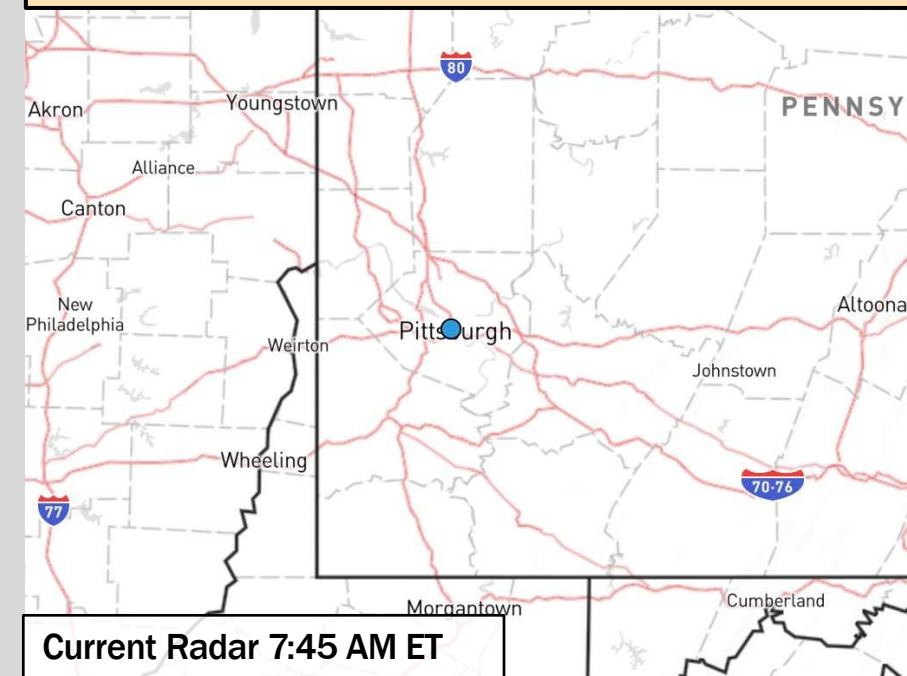 80
Akron
Youngstown
PENNSY
Alliance
Canton
New
Philadelphia
Altoona
Pittsburgh
Weirton
Johnstown
Wheeling
70-76
77
Morgantown
Cumberland
Current Radar 7:45 AM ET